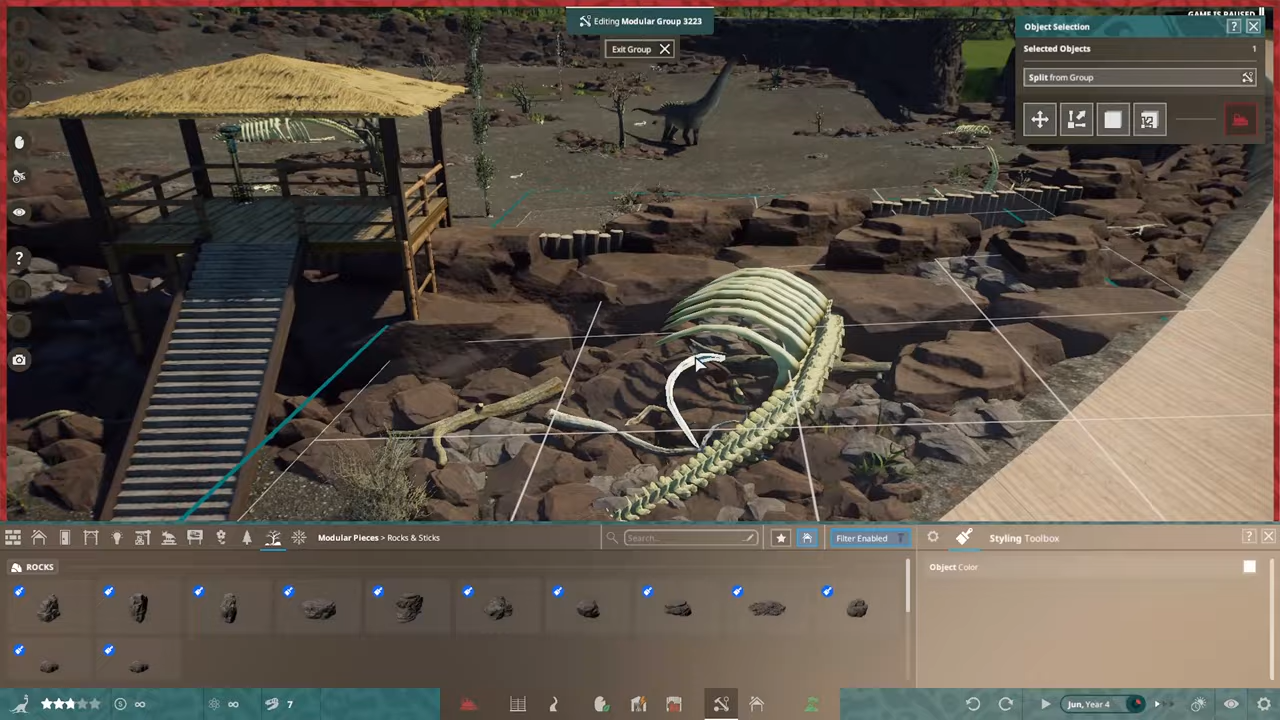 Editing Modular Group 3223
Exit Group
GAME IS PAUSED
Object Selection
?
Selected Objects 1
Split from Group
?
Modular Pieces > Rocks & Sticks
Search...
Filter Enabled
Styling Toolbox
?
ROCKS
Object Color
7
Jun, Year 4